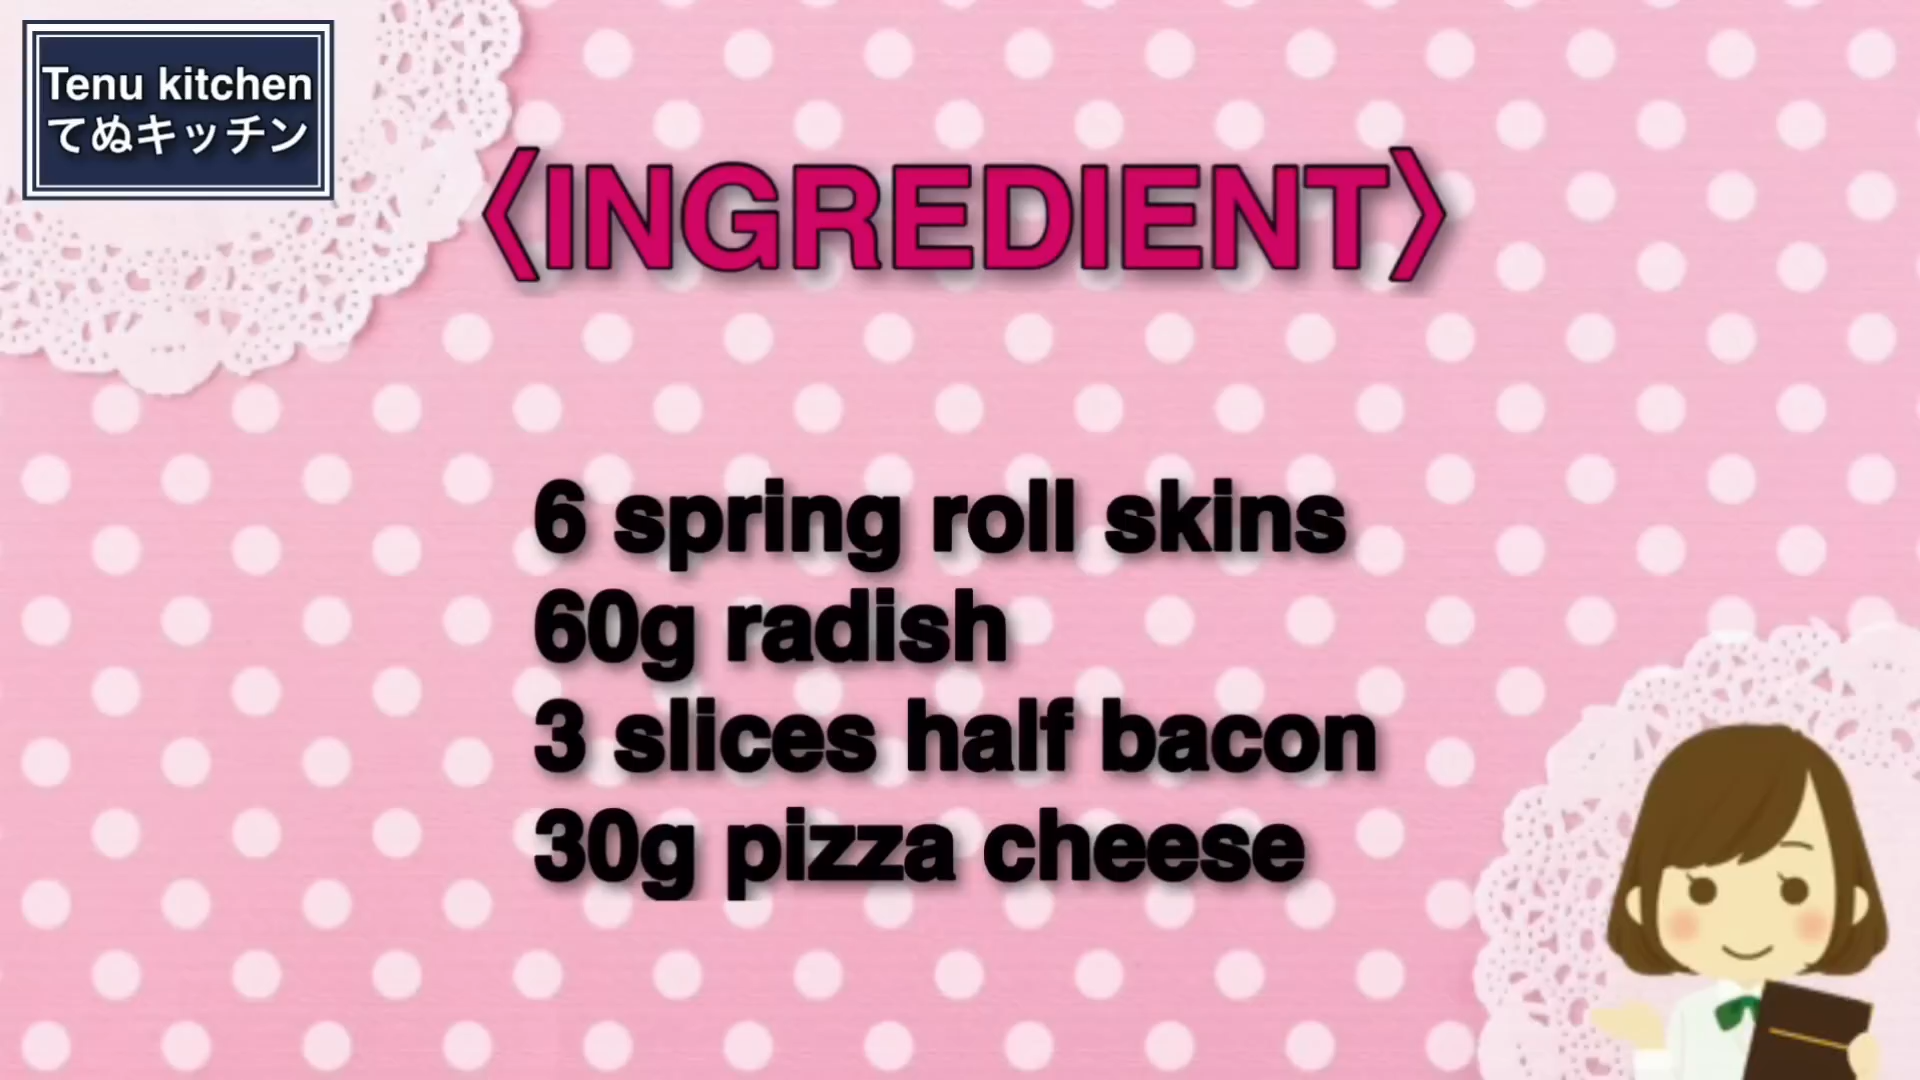 Tenu kitchen
てぬキッチン
〈INGREDIENT〉
6 spring roll skins
60g radish
3 slices half bacon
30g pizza cheese